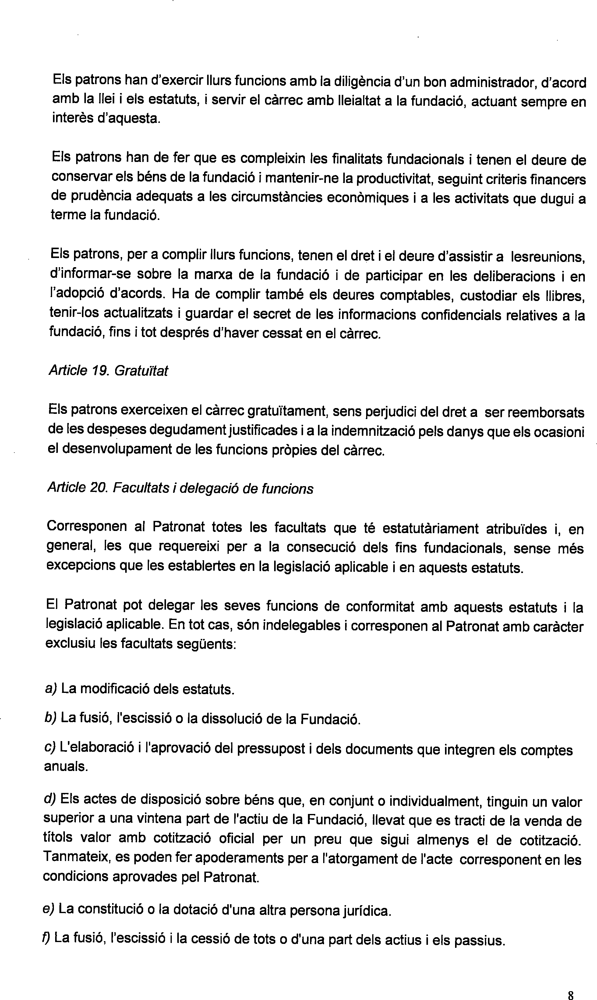 Els patrons han d'exercir llurs funcions amb la diligència d'un bon administrador, d'acord
amb la llei i els estatuts, i servir el càrrec amb lleialtat a la fundació, actuant sempre en
interès d'aquesta.
Els patrons han de fer que es compleixin les finalitats fundacionals i tenen el deure de
conservar els béns de la fundació i mantenir-ne la productivitat, seguint criteris financers
de prudència adequats a les circumstàncies econòmiques i a les activitats que dugui a
terme la fundació.
Els patrons, per a complir llurs funcions, tenen el dret i el deure d'assistir a lesreunions,
d'informar-se sobre la marxa de la fundació i de participar en les deliberacions i en
l'adopció d'acords. Ha de complir també els deures comptables, custodiar els llibres,
tenir-los actualitzats i guardar el secret de les informacions confidencials relatives a la
fundació, fins i tot després d'haver cessat en el càrrec.
Article 19. Gratuïtat
Els patrons exerceixen el càrrec gratuïtament, sens perjudici del dret a ser reemborsats
de les despeses degudament justificades i a la indemnització pels danys que els ocasioni
el desenvolupament de les funcions pròpies del càrrec.
Article 20. Facultats i delegació de funcions
Corresponen al Patronat totes les facultats que té estatutàriament atribuïdes i, en
general, les que requereixi per a la consecució dels fins fundacionals, sense més
excepcions que les establertes en la legislació aplicable i en aquests estatuts.
El Patronat pot delegar les seves funcions de conformitat amb aquests estatuts i la
legislació aplicable. En tot cas, són indelegables i corresponen al Patronat amb caràcter
exclusiu les facultats següents:
a) La modificació dels estatuts.
b) La fusió, l'escissió o la dissolució de la Fundació.
c) L'elaboració i l'aprovació del pressupost i dels documents que integren els comptes
anuals.
d) Els actes de disposició sobre béns que, en conjunt o individualment, tinguin un valor
superior a una vintena part de l'actiu de la Fundació, llevat que es tracti de la venda de
títols valor amb cotització oficial per un preu que sigui almenys el de cotització.
Tanmateix, es poden fer apoderaments per a l'atorgament de l'acte corresponent en les
condicions aprovades pel Patronat.
e) La constitució o la dotació d'una altra persona jurídica.
f) La fusió, l'escissió i la cessió de tots o d'una part dels actius i els passius.
8